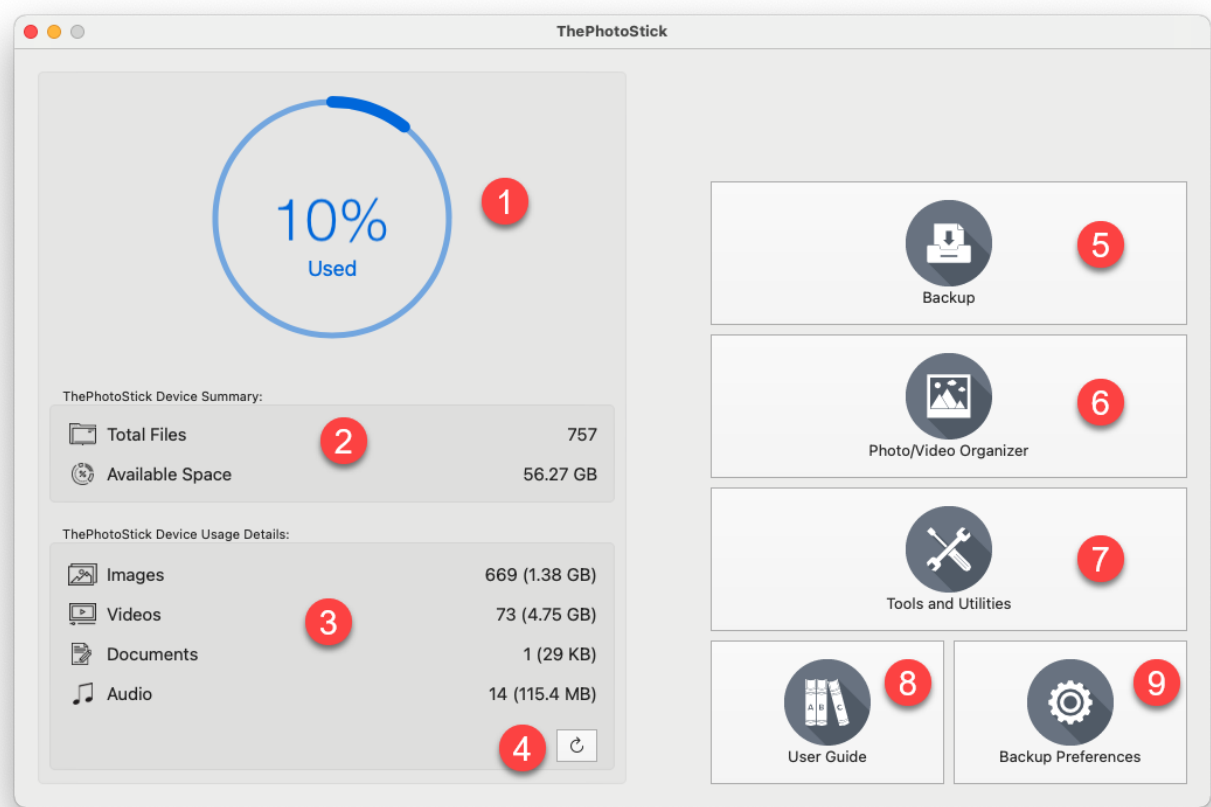 ThePhotoStick
10%
Used
1
ThePhotoStick Device Summary:
Total Files 757
2
Available Space 56.27 GB
ThePhotoStick Device Usage Details:
Images 669 (1.38 GB)
Videos 73 (4.75 GB)
3
Documents 1 (29 KB)
Audio 14 (115.4 MB)
4
5
Backup
6
Photo/Video Organizer
7
Tools and Utilities
8
User Guide
9
Backup Preferences
A B C